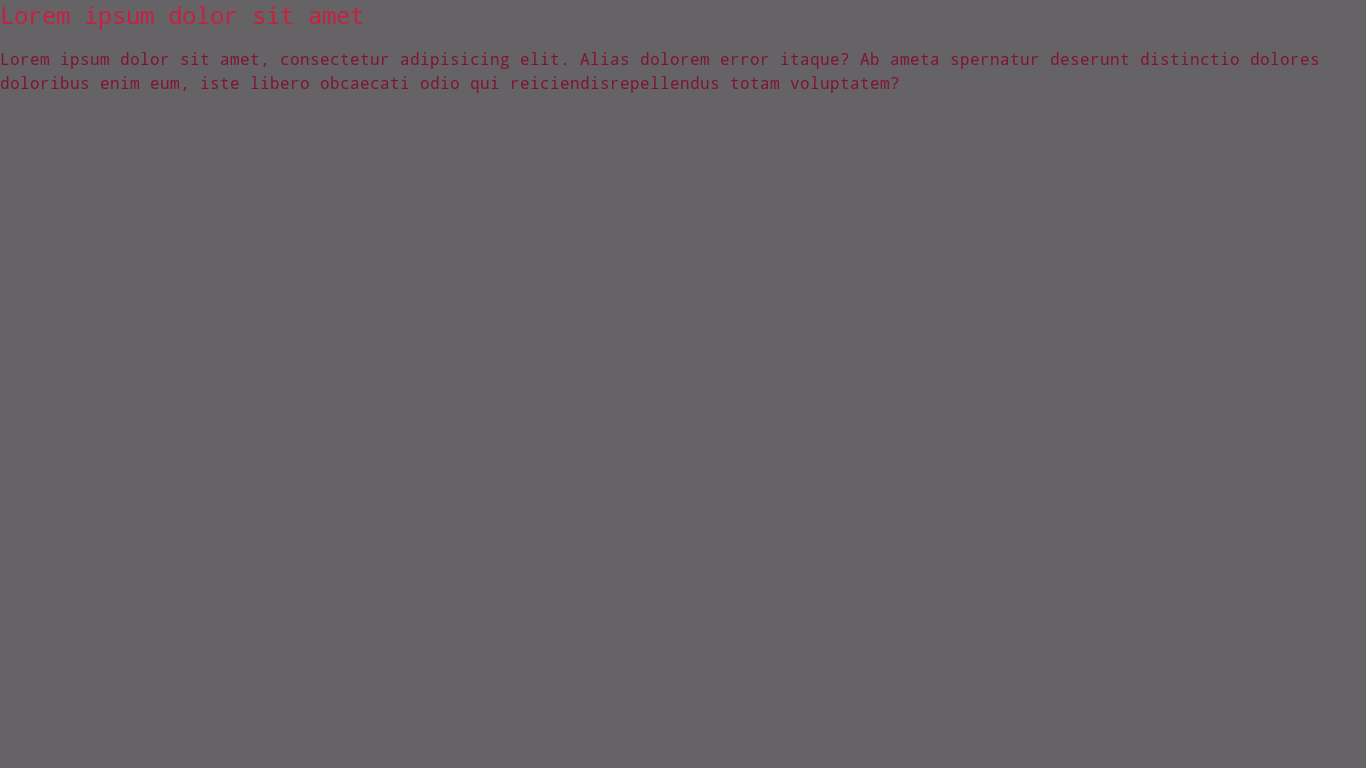 Lorem ipsum dolor sit amet
Lorem ipsum dolor sit amet, consectetur adipisicing elit. Alias dolorem error itaque? Ab ameta spernatur deserunt distinctio dolores
doloribus enim eum, iste libero obcaecati odio qui reiciendisrepellendus totam voluptatem?